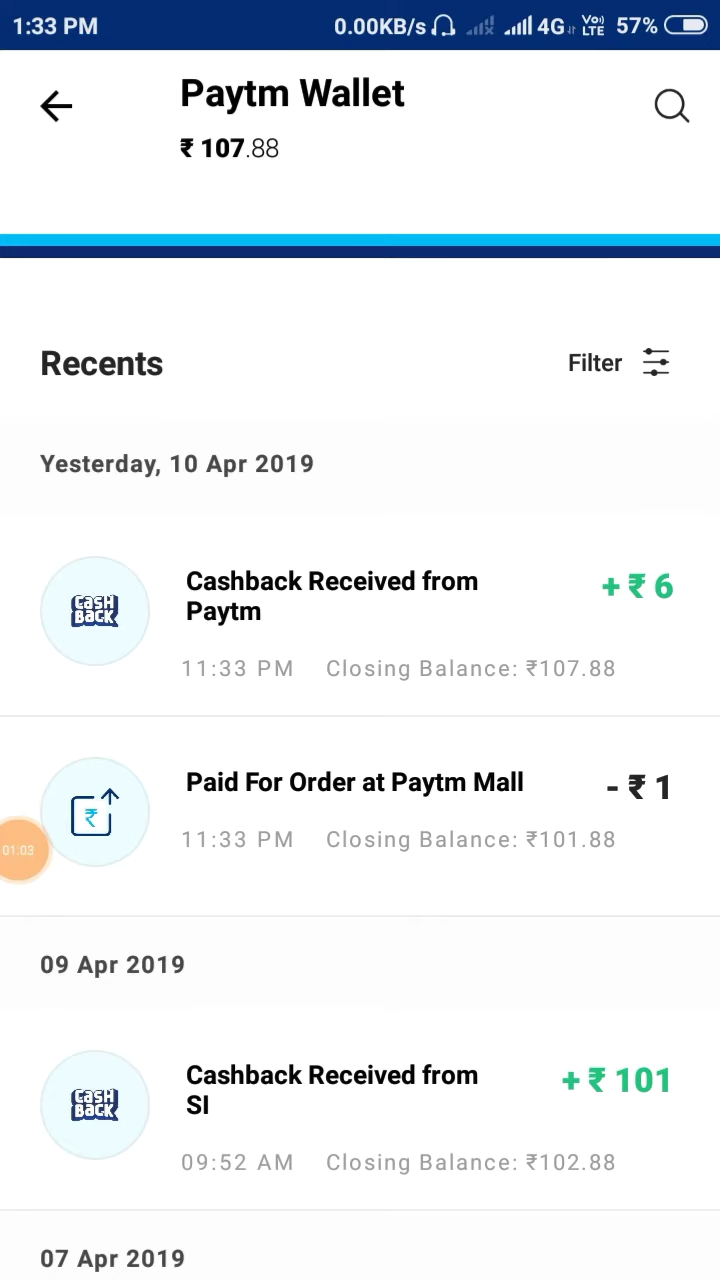 1:33 PM 0.00KB/s 4G Vo)) LTE 57%
Paytm Wallet
₹ 107.88
Recents Filter
Yesterday, 10 Apr 2019
Cashback Received from + ₹ 6
Paytm
CASH
BACK
11:33 PM Closing Balance: ₹107.88
Paid For Order at Paytm Mall - ₹ 1
₹
11:33 PM Closing Balance: ₹101.88
01:03
09 Apr 2019
Cashback Received from + ₹ 101
SI
CASH
BACK
09:52 AM Closing Balance: ₹102.88
07 Apr 2019